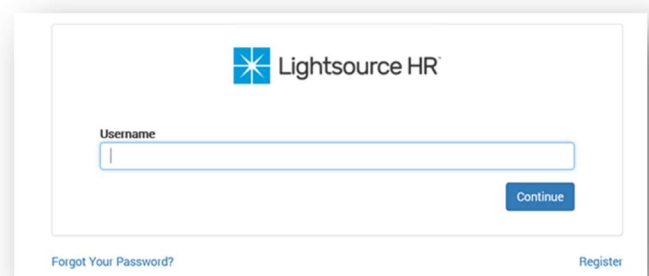 Lightsource HR
Username
Continue
Forgot Your Password?
Register